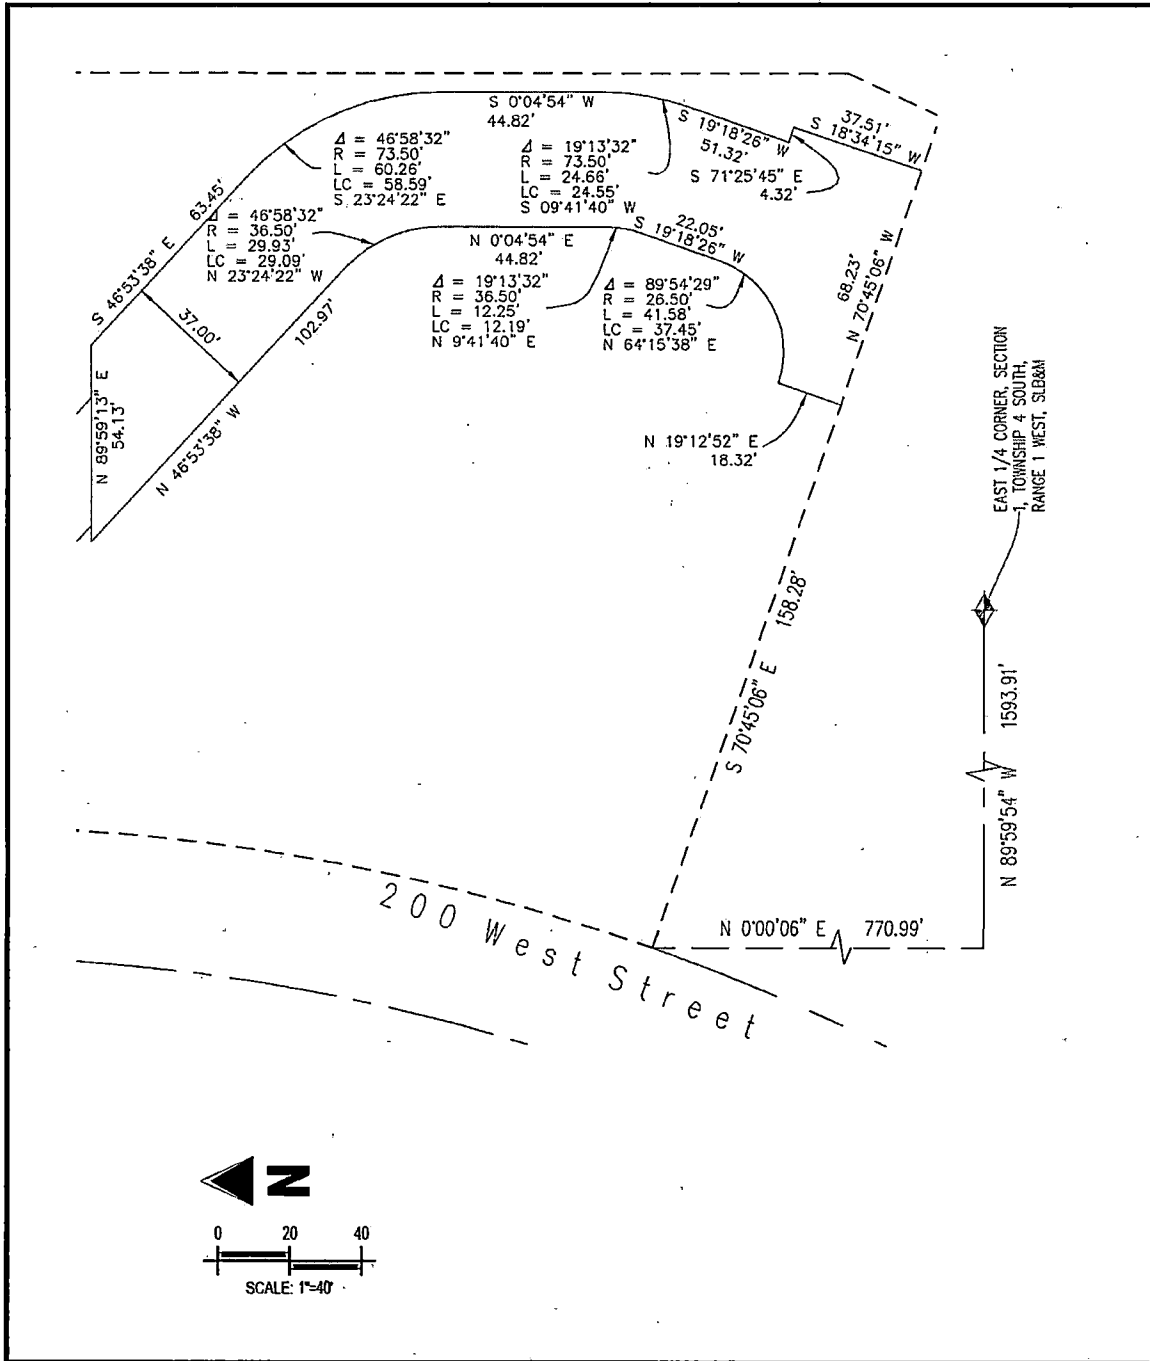 S 0°04'54" W
44.82'
Δ = 46°58'32"
R = 73.50'
L = 60.26'
LC = 58.59'
S 23°24'22" E
Δ = 19°13'32"
R = 73.50'
L = 24.66'
LC = 24.55'
S 09°41'40" W
S 19°18'26" W
51.32'
37.51'
S 18°34'15" W
S 71°25'45" E
4.32'
63.45'
S 46°53'38" E
Δ = 46°58'32"
R = 36.50'
L = 29.93'
LC = 29.09'
N 23°24'22" W
N 0°04'54" E
44.82'
22.05'
S 19°18'26" W
68.23'
N 70°45'06" W
Δ = 19°13'32"
R = 36.50'
L = 12.25'
LC = 12.19'
N 9°41'40" E
Δ = 89°54'29"
R = 26.50'
L = 41.58'
LC = 37.45'
N 64°15'38" E
37.00'
102.97'
N 46°53'38" W
N 89°59'13" E
54.13'
N 19°12'52" E
18.32'
EAST 1/4 CORNER, SECTION
1, TOWNSHIP 4 SOUTH,
RANGE 1 WEST, SLB&M
158.28'
S 70°45'06" E
1593.91'
N 89°59'54" W
N 0°00'06" E 770.99'
200 West Street
N
0 20 40
SCALE: 1"=40'